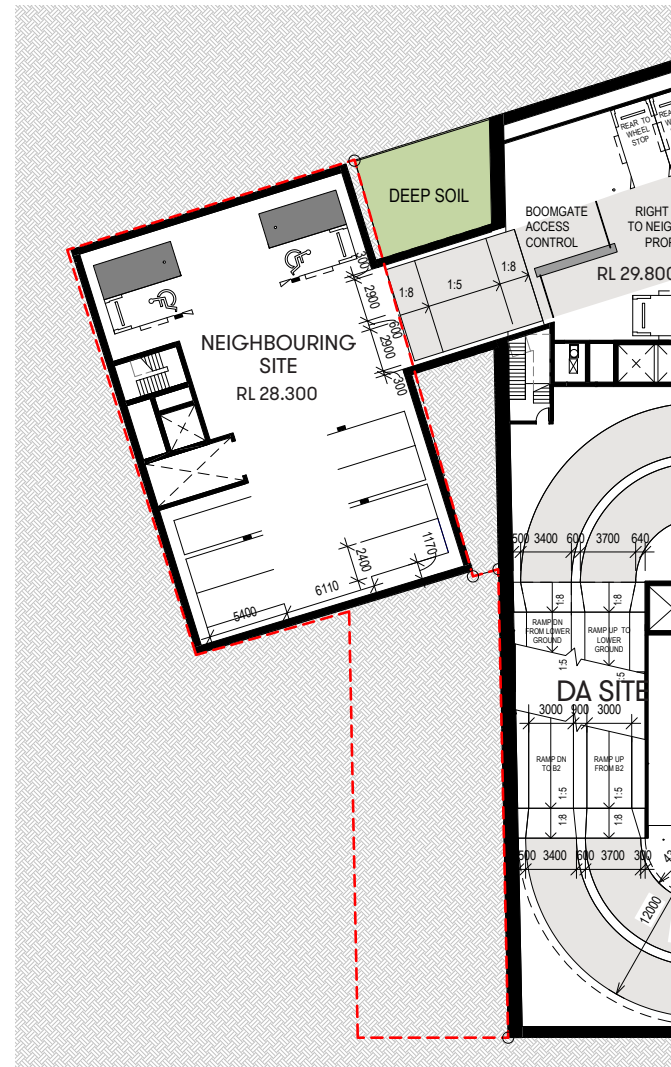 REAR TO
WHEEL
STOP
DEEP SOIL
BOOMGATE
ACCESS
CONTROL
RIGHT
TO NEIG
PROF
RL 29.800
1:8
1:5
1:8
300
2900
600
2900
300
NEIGHBOURING
SITE
RL 28.300
2400
1170
6110
5400
500 3400 600 3700 640
1:8
1:8
RAMP DN
FROM LOWER
GROUND
RAMP UP TO
LOWER
GROUND
1:5
1:5
DA SITE
3000 900 3000
RAMP DN
TO B2
RAMP UP
FROM B2
1:5
1:5
1:8
1:8
500 3400 600 3700 300
12000